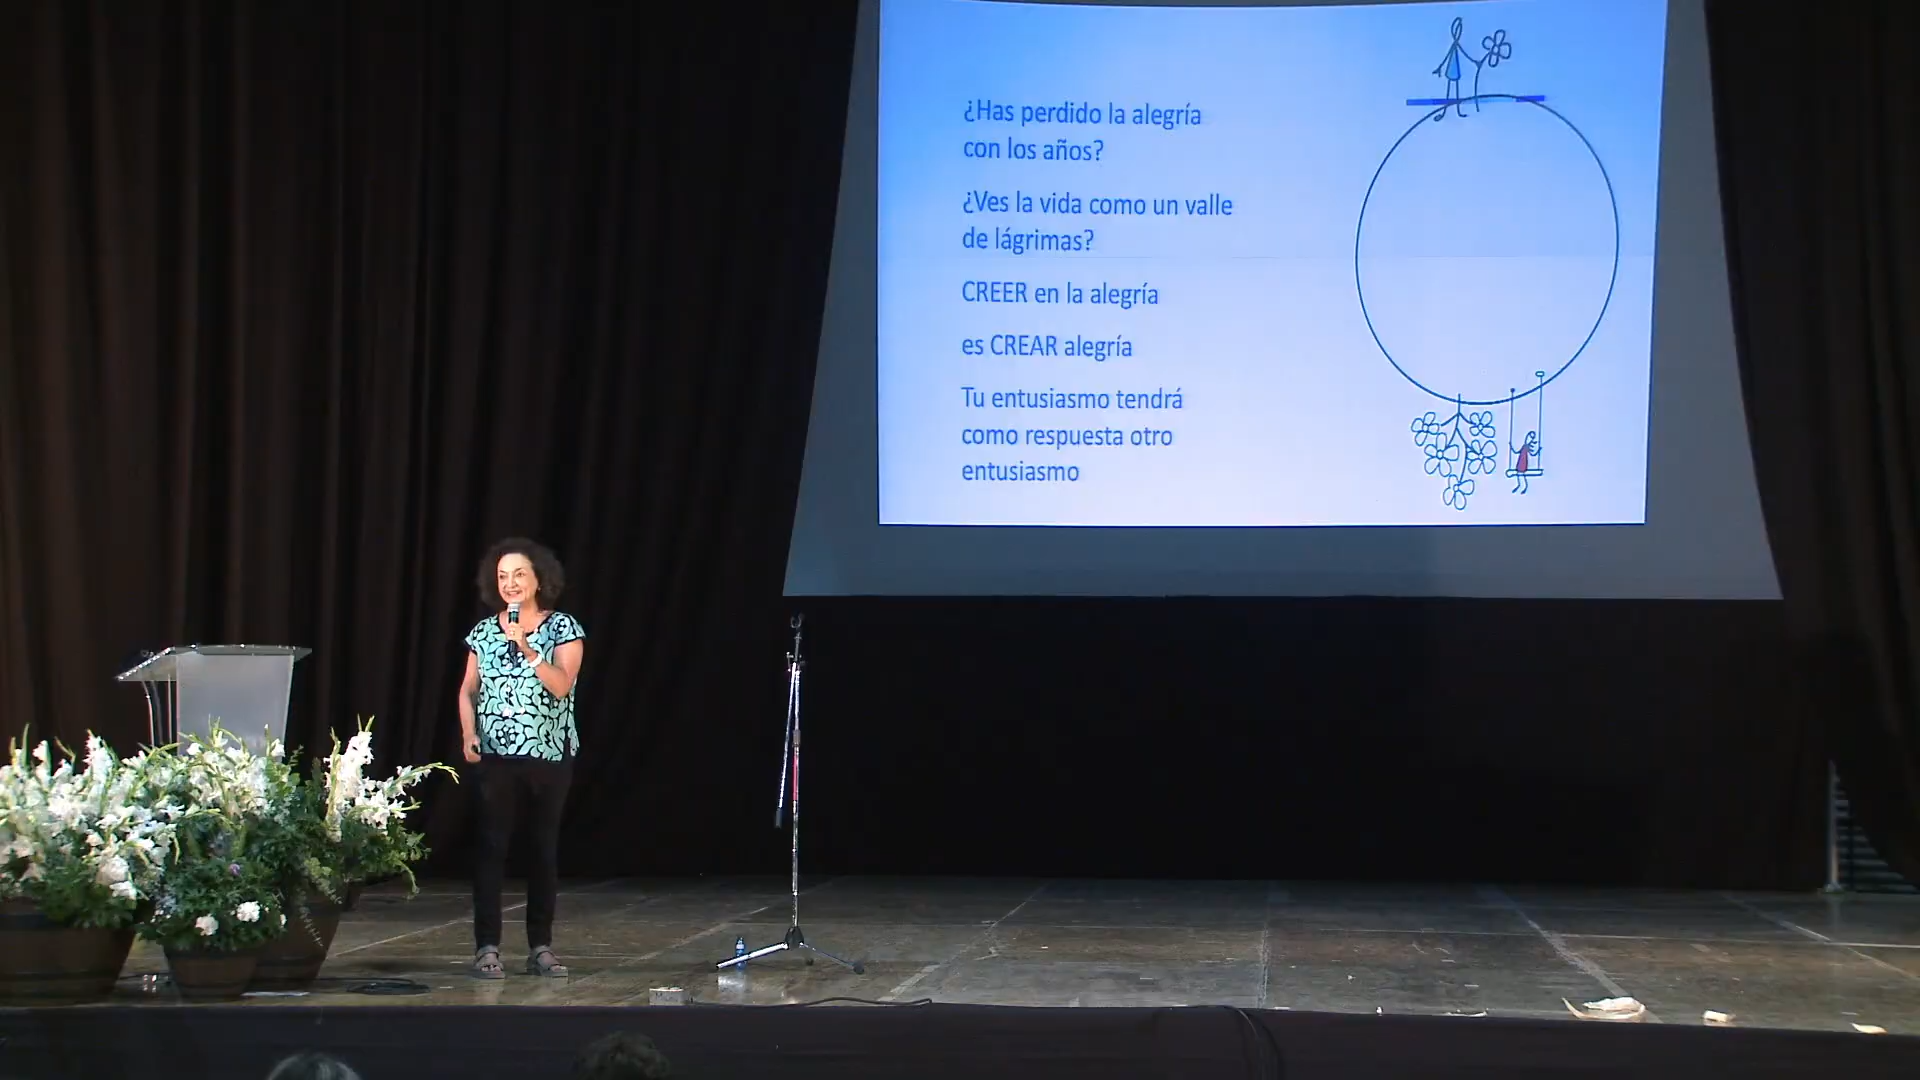 ¿Has perdido la alegría
con los años?
¿Ves la vida como un valle
de lágrimas?
CREER en la alegría
es CREAR alegría
Tu entusiasmo tendrá
como respuesta otro
entusiasmo